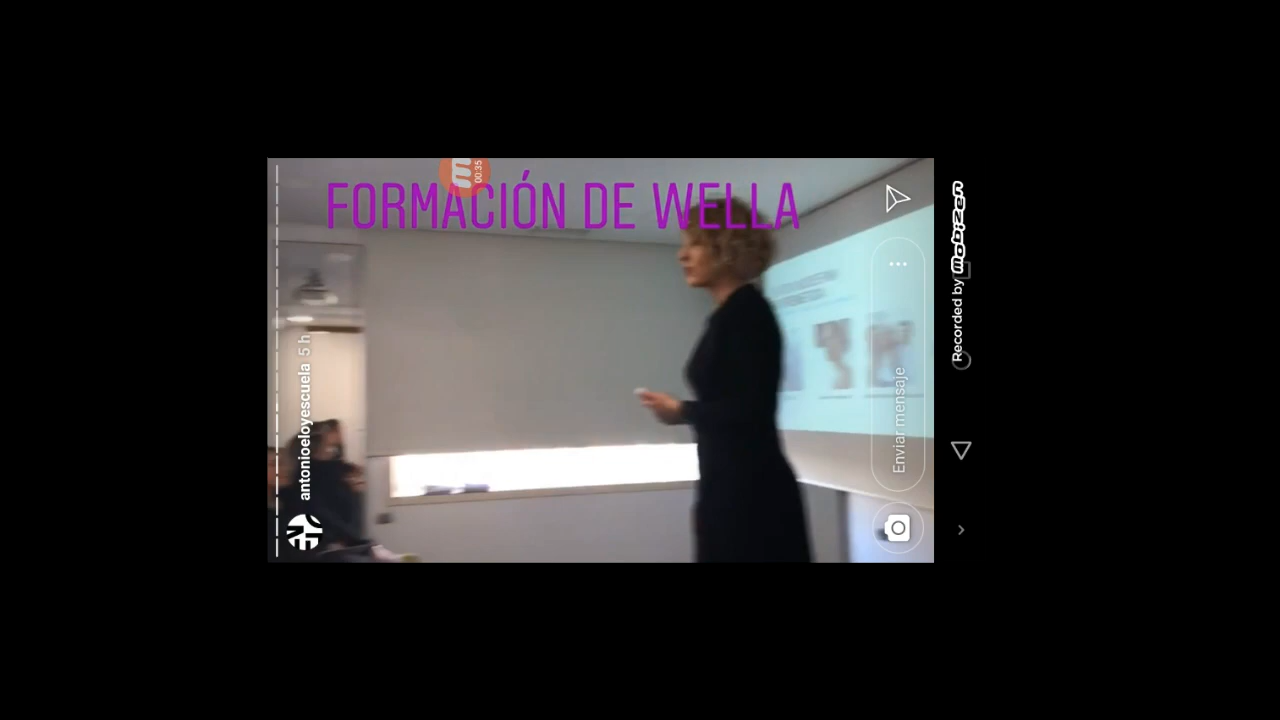 FORMACIÓN DE WELLA
00:35
antonioeloyescuela 5 h
Enviar mensaje
Recorded by mobizen